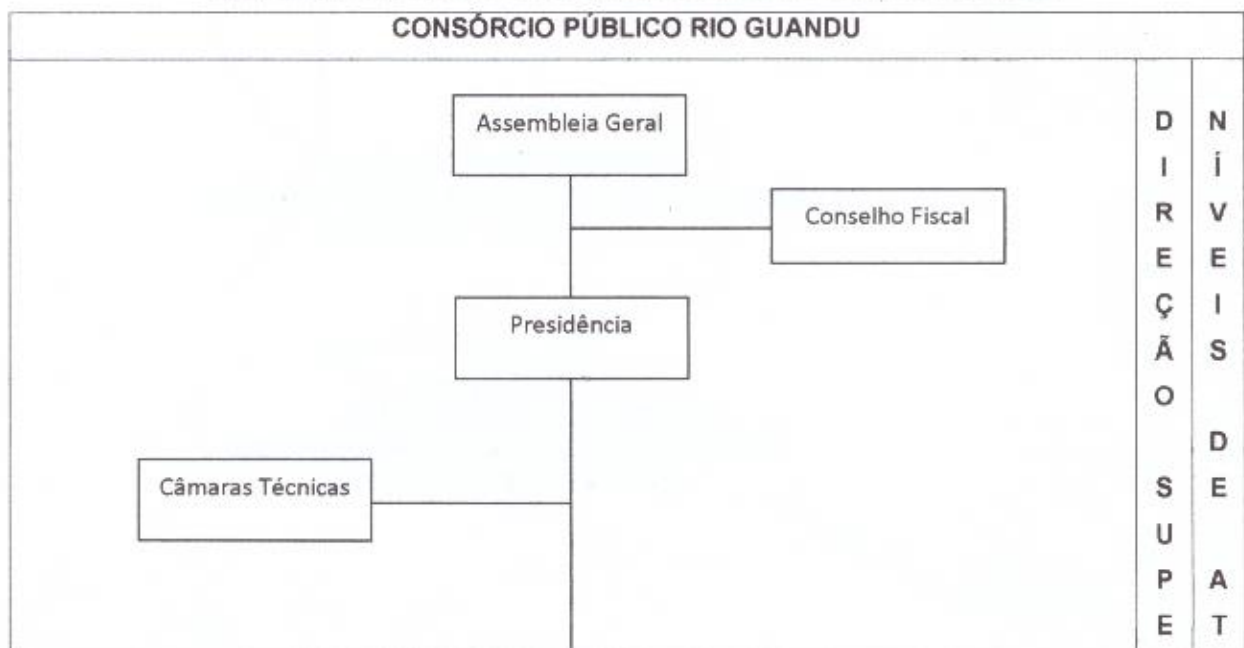 CONSÓRCIO PÚBLICO RIO GUANDU
Assembleia Geral
Conselho Fiscal
Presidência
Câmaras Técnicas
DIREÇÃO SUPE
NÍVEIS DE AT